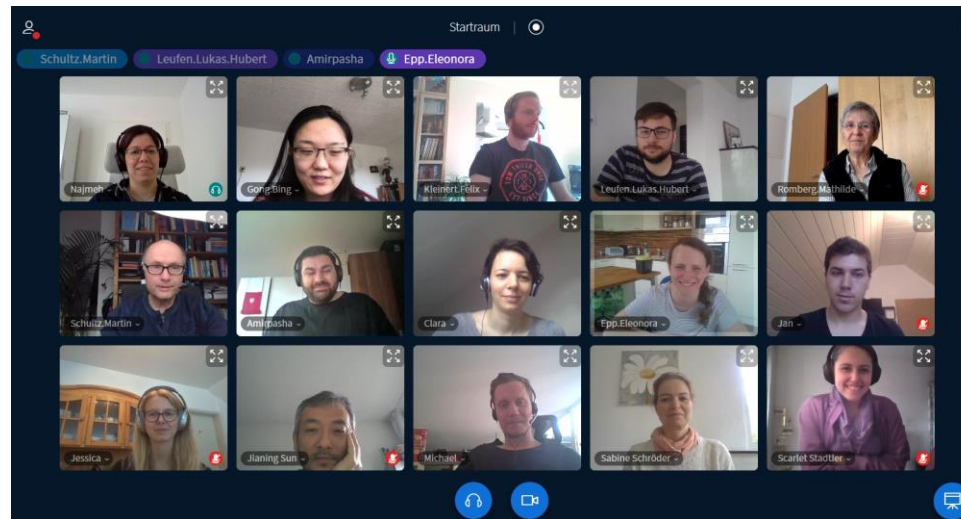 Startraum
Schultz.Martin
Leufen.Lukas.Hubert
Amirpasha
Epp.Eleonora
Najmeh
Gong.Bing
Kleinert.Felix
Leufen.Lukas.Hubert
Romberg.Mathilde
Schultz.Martin
Amirpasha
Clara
Epp.Eleonora
Jan
Jessica
Jianing Sun
Michael
Sabine Schröder
Scarlet Stadtler